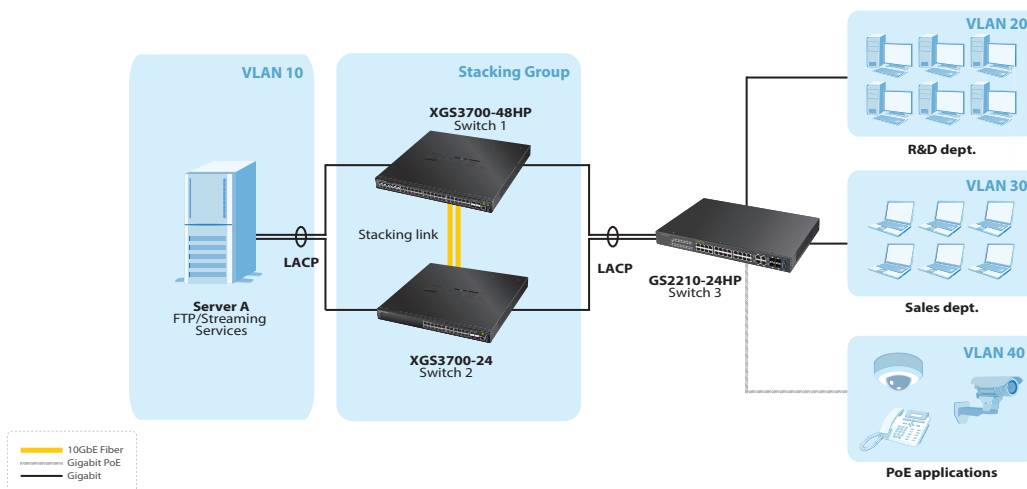 VLAN 10
Stacking Group
VLAN 20
XGS3700-48HP
Switch 1
R&D dept.
VLAN 30
Stacking link
LACP
LACP
GS2210-24HP
Switch 3
Server A
FTP/Streaming
Services
Sales dept.
XGS3700-24
Switch 2
VLAN 40
10GbE Fiber
Gigabit PoE
Gigabit
PoE applications